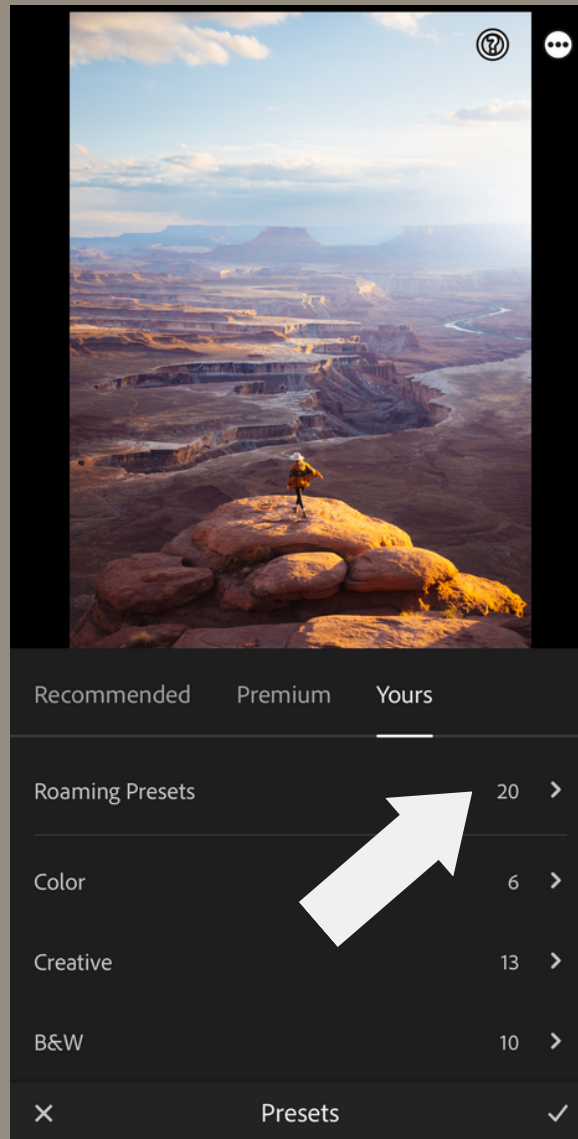 Recommended Premium Yours
Roaming Presets 20
Color 6
Creative 13
B&W 10
Presets